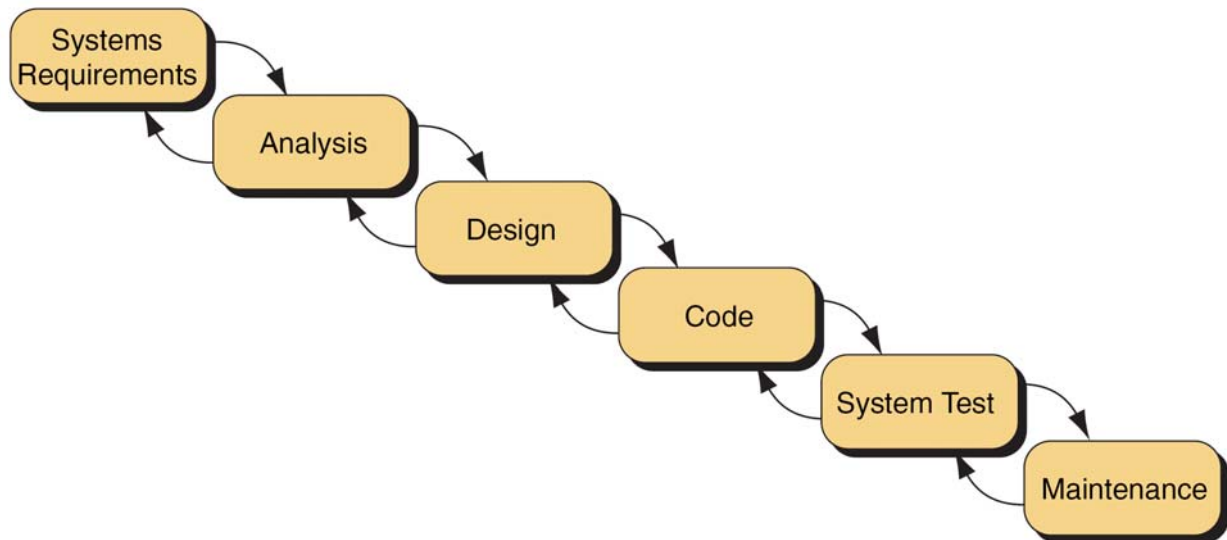 Systems
Requirements
Analysis
Design
Code
System Test
Maintenance